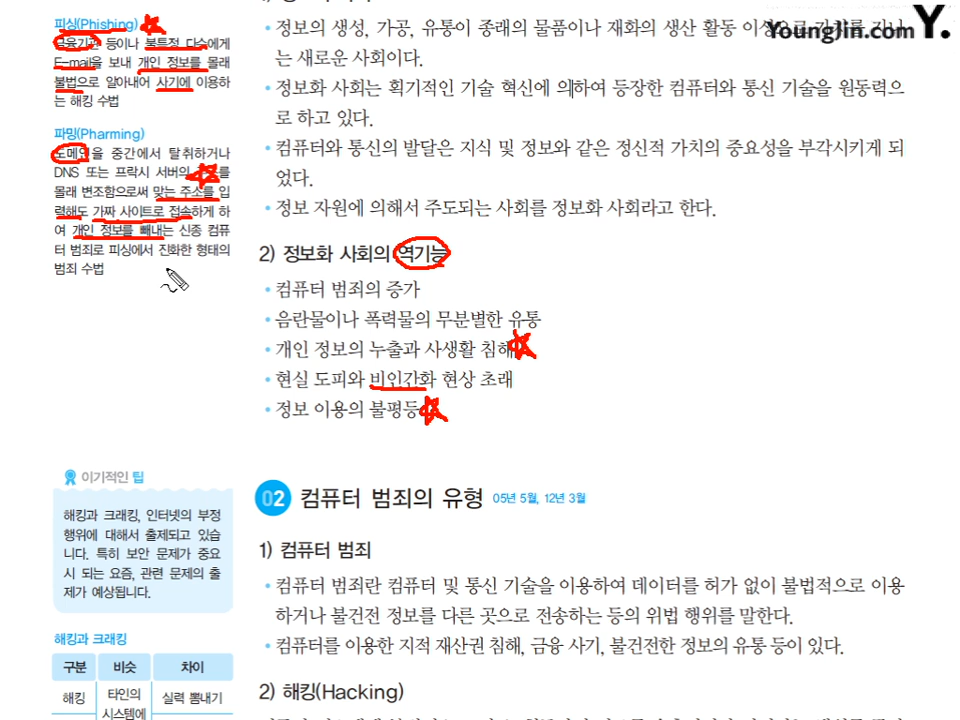 피싱(Phishing)
금융기관 등이나 불특정 다수에게
E-mail을 보내 개인 정보를 몰래
불법으로 알아내어 사기에 이용하
는 해킹 수법
파밍(Pharming)
도메인을 중간에서 탈취하거나
DNS 또는 프락시 서버의 를
몰래 변조함으로써 맞는 주소를 입
력해도 가짜 사이트로 접속하게 하
여 개인 정보를 빼내는 신종 컴퓨
터 범죄로 피싱에서 진화한 형태의
범죄 수법
Younglin.com Y.
• 정보의 생성, 가공, 유통이 종래의 물품이나 재화의 생산 활동 이상으로 가치를 지니
는 새로운 사회이다.
• 정보화 사회는 획기적인 기술 혁신에 의하여 등장한 컴퓨터와 통신 기술을 원동력으
로 하고 있다.
• 컴퓨터와 통신의 발달은 지식 및 정보와 같은 정신적 가치의 중요성을 부각시키게 되
었다.
• 정보 자원에 의해서 주도되는 사회를 정보화 사회라고 한다.
2) 정보화 사회의 역기능
• 컴퓨터 범죄의 증가
• 음란물이나 폭력물의 무분별한 유통
• 개인 정보의 누출과 사생활 침해
• 현실 도피와 비인간화 현상 초래
• 정보 이용의 불평등
이기적인 팁
해킹과 크래킹, 인터넷의 부정
행위에 대해서 출제되고 있습
니다. 특히 보안 문제가 중요
시 되는 요즘, 관련 문제의 출
제가 예상됩니다.
해킹과 크래킹
구분 비슷 차이
해킹 타인의 실력 뽐내기
시스템에
02 컴퓨터 범죄의 유형 05년 5월, 12년 3월
1) 컴퓨터 범죄
• 컴퓨터 범죄란 컴퓨터 및 통신 기술을 이용하여 데이터를 허가 없이 불법적으로 이용
하거나 불건전 정보를 다른 곳으로 전송하는 등의 위법 행위를 말한다.
• 컴퓨터를 이용한 지적 재산권 침해, 금융 사기, 불건전한 정보의 유통 등이 있다.
2) 해킹(Hacking)